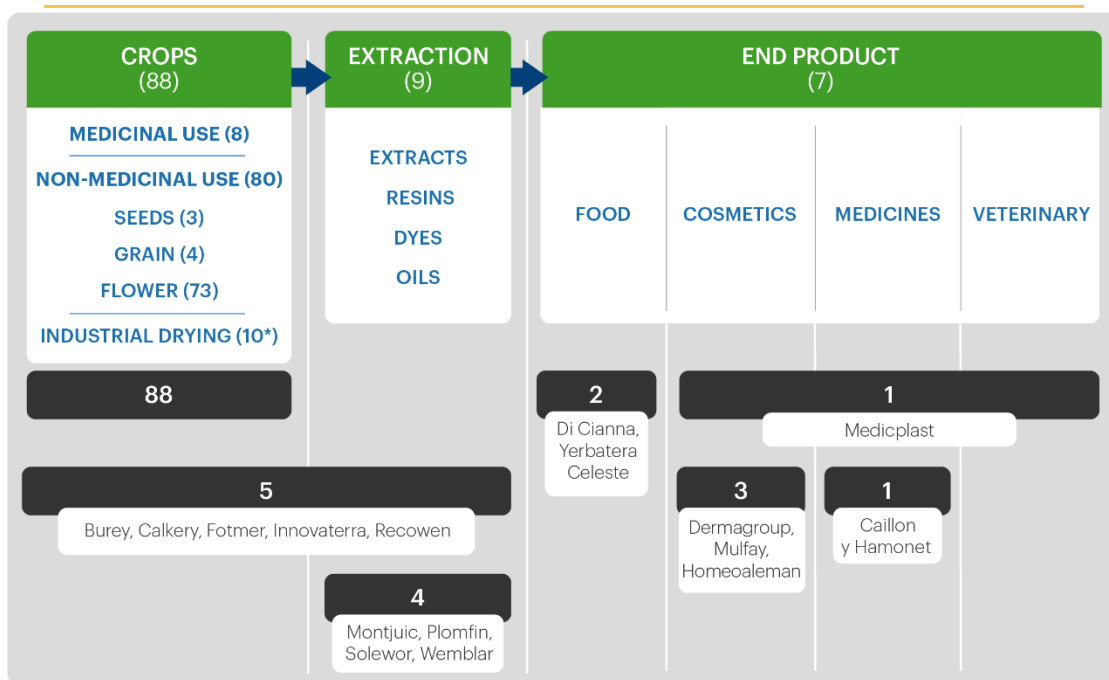 CROPS
(88)
EXTRACTION
(9)
END PRODUCT
(7)
MEDICINAL USE (8)
NON-MEDICINAL USE (80)
SEEDS (3)
GRAIN (4)
FLOWER (73)
INDUSTRIAL DRYING (10*)
EXTRACTS
RESINS
DYES
OILS
FOOD
COSMETICS
MEDICINES
VETERINARY
88
2
Di Cianna,
Yerbatera
Celeste
1
Medicplast
5
Burey, Calkery, Fotmer, Innovaterra, Recowen
3
Dermagroup,
Mulfay,
Homeoaleman
1
Caillon
y Hamonet
4
Montjuic, Plomfin,
Solewor, Wemblar